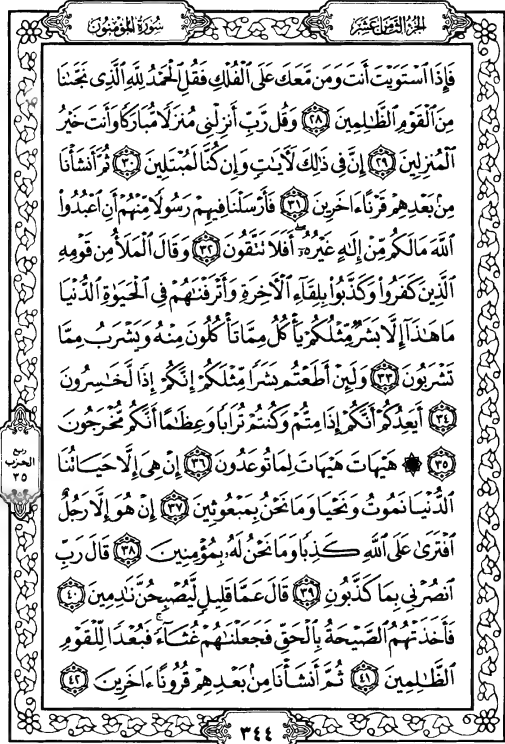 الجزء الثامن عشر
سورة المؤمنون
فَإِذَا ٱسْتَوَيْتَ أَنتَ وَمَن مَّعَكَ عَلَى ٱلْفُلْكِ فَقُلِ ٱلْحَمْدُ لِلَّهِ ٱلَّذِى نَجَّىٰنَا
مِنَ ٱلْقَوْمِ ٱلظَّٰلِمِينَ ٢٨ وَقُل رَّبِّ أَنزِلْنِى مُنزَلًا مُّبَارَكًا وَأَنتَ خَيْرُ
ٱلْمُنزِلِينَ ٢٩ إِنَّ فِى ذَٰلِكَ لَءَايَٰتٍ وَإِن كُنَّا لَمُبْتَلِينَ ٣٠ ثُمَّ أَنشَأْنَا
مِنۢ بَعْدِهِمْ قَرْنًا ءَاخَرِينَ ٣١ فَأَرْسَلْنَا فِيهِمْ رَسُولًا مِّنْهُمْ أَنِ ٱعْبُدُوا۟
ٱللَّهَ مَا لَكُم مِّنْ إِلَٰهٍ غَيْرُهُۥٓ أَفَلَا تَتَّقُونَ ٣٢ وَقَالَ ٱلْمَلَأُ مِن قَوْمِهِ
ٱلَّذِينَ كَفَرُوا۟ وَكَذَّبُوا۟ بِلِقَآءِ ٱلْءَاخِرَةِ وَأَتْرَفْنَٰهُمْ فِى ٱلْحَيَوٰةِ ٱلدُّنْيَا
مَا هَٰذَآ إِلَّا بَشَرٌ مِّثْلُكُمْ يَأْكُلُ مِمَّا تَأْكُلُونَ مِنْهُ وَيَشْرَبُ مِمَّا
تَشْرَبُونَ ٣٣ وَلَئِنْ أَطَعْتُم بَشَرًا مِّثْلَكُمْ إِنَّكُمْ إِذًا لَّخَٰسِرُونَ
٣٤ أَيَعِدُكُمْ أَنَّكُمْ إِذَا مِتُّمْ وَكُنتُمْ تُرَابًا وَعِظَٰمًا أَنَّكُم مُّخْرَجُونَ
٣٥ ۞ هَيْهَاتَ هَيْهَاتَ لِمَا تُوعَدُونَ ٣٦ إِنْ هِىَ إِلَّا حَيَاتُنَا
ٱلدُّنْيَا نَمُوتُ وَنَحْيَا وَمَا نَحْنُ بِمَبْعُوثِينَ ٣٧ إِنْ هُوَ إِلَّا رَجُلٌ
ٱفْتَرَىٰ عَلَى ٱللَّهِ كَذِبًا وَمَا نَحْنُ لَهُۥ بِمُؤْمِنِينَ ٣٨ قَالَ رَبِّ
ٱنصُرْنِى بِمَا كَذَّبُونِ ٣٩ قَالَ عَمَّا قَلِيلٍ لَّيُصْبِحُنَّ نَٰدِمِينَ ٤٠
فَأَخَذَتْهُمُ ٱلصَّيْحَةُ بِٱلْحَقِّ فَجَعَلْنَٰهُمْ غُثَآءً فَبُعْدًا لِّلْقَوْمِ
ٱلظَّٰلِمِينَ ٤١ ثُمَّ أَنشَأْنَا مِنۢ بَعْدِهِمْ قُرُونًا ءَاخَرِينَ ٤٢
ربع
الحزب
٣٥
٣٤٤